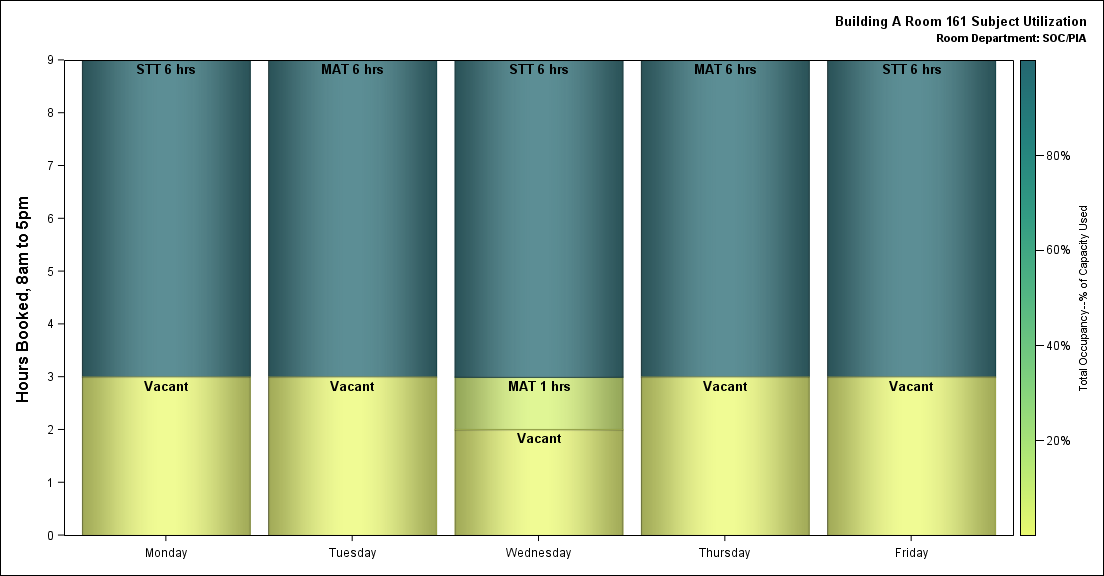 Building A Room 161 Subject Utilization
Room Department: SOC/PIA
Hours Booked, 8am to 5pm
9
8
7
6
5
4
3
2
1
0
STT 6 hrs
Vacant
MAT 6 hrs
Vacant
STT 6 hrs
MAT 1 hrs
Vacant
MAT 6 hrs
Vacant
STT 6 hrs
Vacant
Monday
Tuesday
Wednesday
Thursday
Friday
80%
60%
40%
20%
Total Occupancy--% of Capacity Used